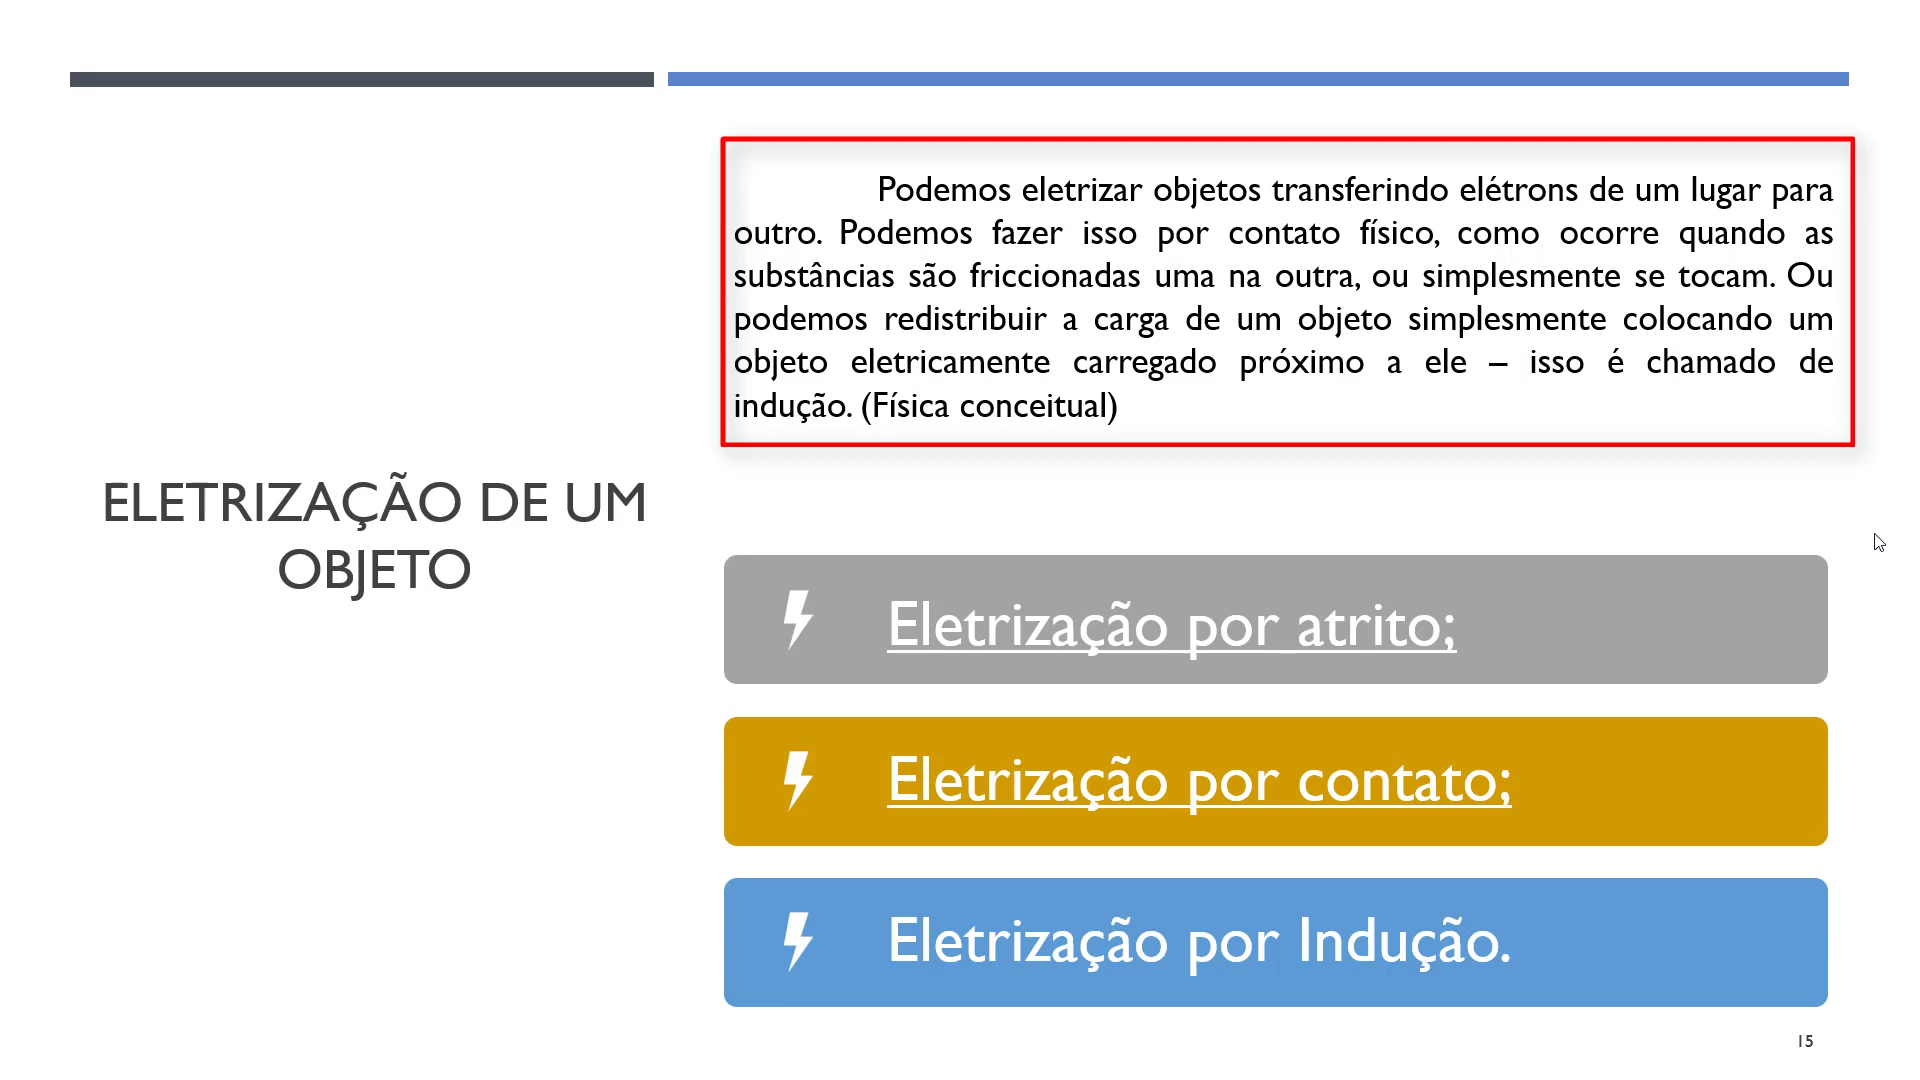 ELETRIZAÇÃO DE UM
OBJETO
Podemos eletrizar objetos transferindo elétrons de um lugar para
outro. Podemos fazer isso por contato físico, como ocorre quando as
substâncias são friccionadas uma na outra, ou simplesmente se tocam. Ou
podemos redistribuir a carga de um objeto simplesmente colocando um
objeto eletricamente carregado próximo a ele – isso é chamado de
indução. (Física conceitual)
Eletrização por atrito;
Eletrização por contato;
Eletrização por Indução.
15